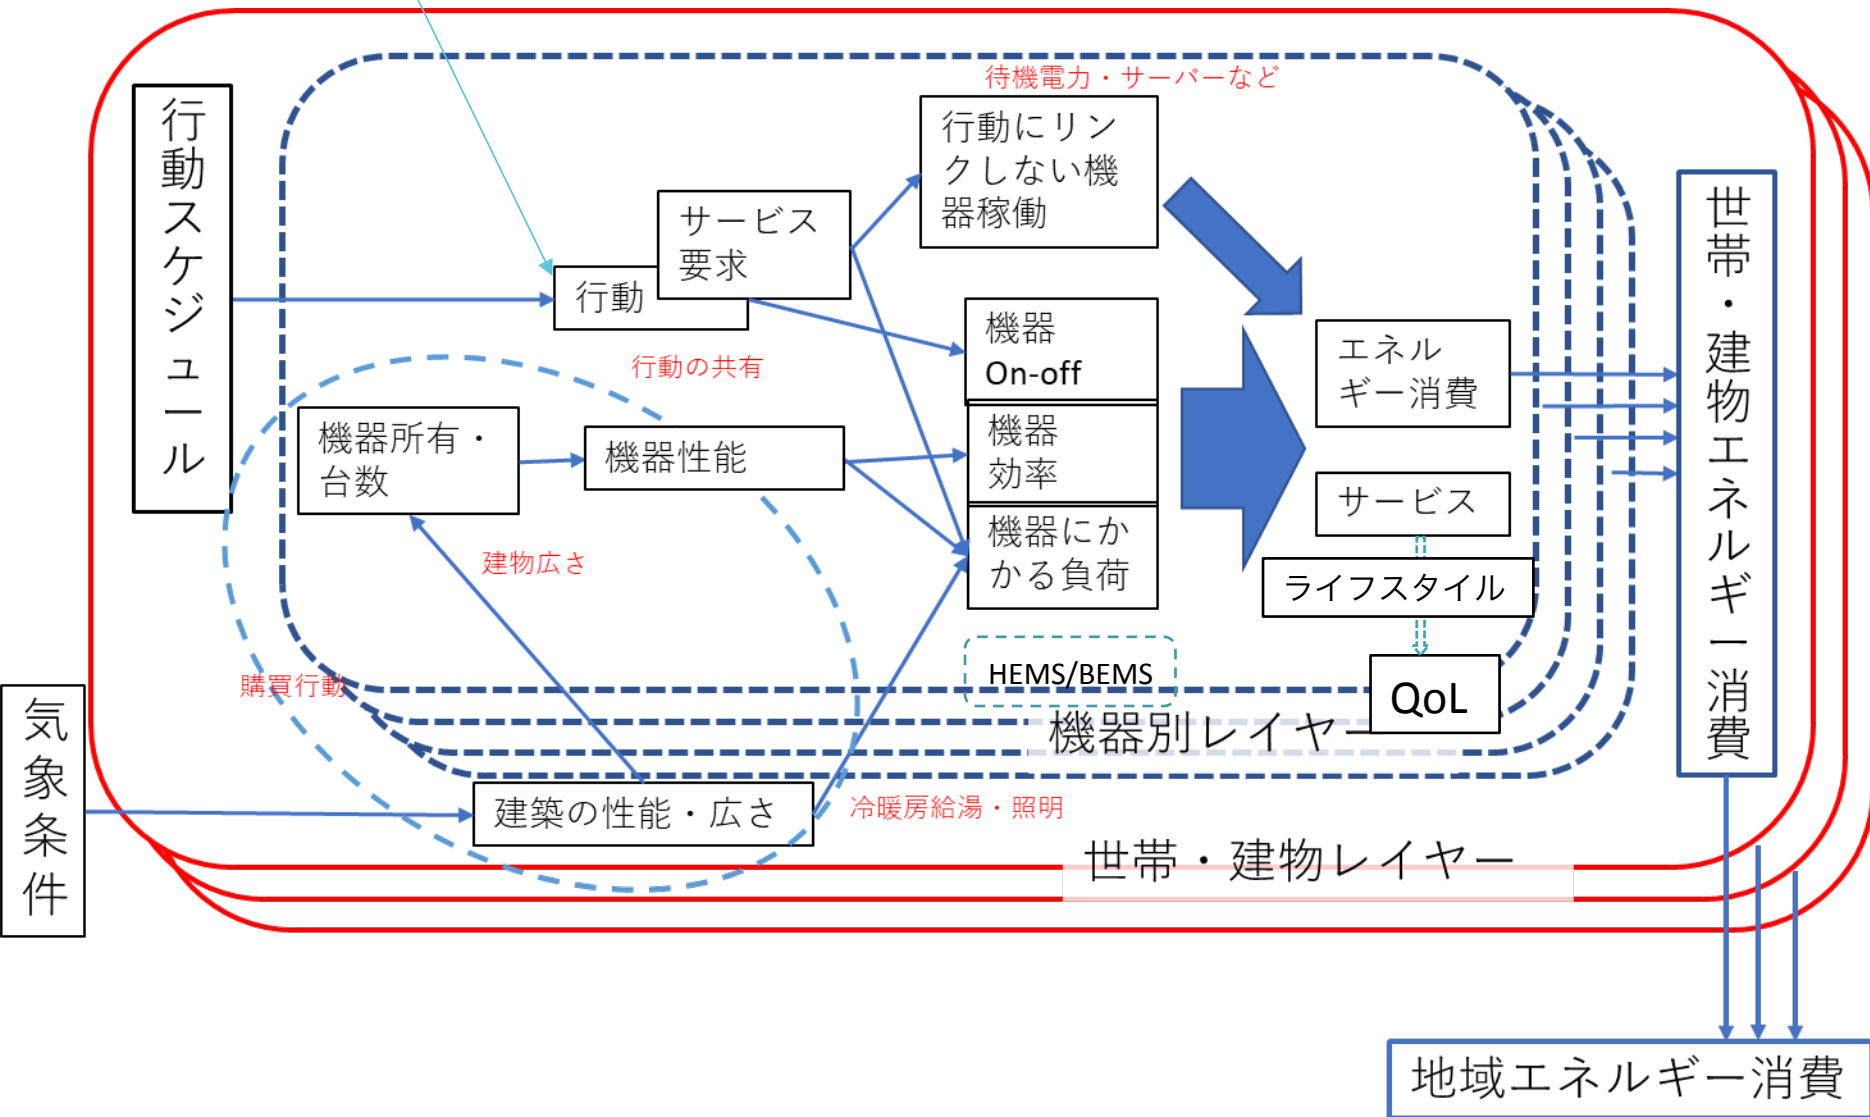 待機電力・サーバーなど
行動スケジュール
行動にリン
クしない機
器稼働
サービス
要求
行動
世帯・建物エネルギー消費
機器
On-off
エネル
ギー消費
行動の共有
機器所有・
台数
機器性能
機器
効率
サービス
機器にか
かる負荷
建物広さ
ライフスタイル
HEMS/BEMS
購買行動
QoL
気象条件
機器別レイヤー
建築の性能・広さ
冷暖房給湯・照明
世帯・建物レイヤー
地域エネルギー消費